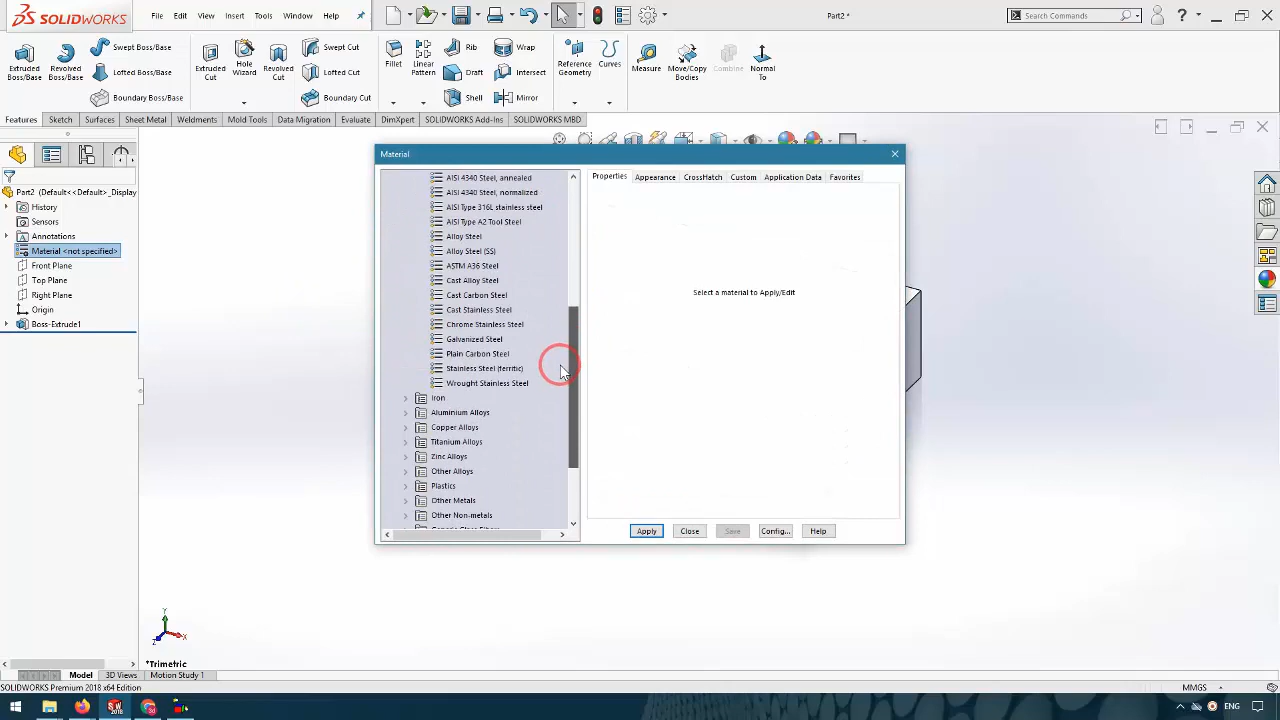 SOLIDWORKS
File Edit View Insert Tools Window Help
Part2 *
Search Commands
Extruded Boss/Base
Revolved Boss/Base
Swept Boss/Base
Lofted Boss/Base
Boundary Boss/Base
Extruded Cut
Hole Wizard
Revolved Cut
Swept Cut
Lofted Cut
Boundary Cut
Fillet
Linear Pattern
Rib
Draft
Shell
Wrap
Intersect
Mirror
Reference Geometry
Curves
Measure
Move/Copy Bodies
Combine
Normal To
Features Sketch Surfaces Sheet Metal Weldments Mold Tools Data Migration Evaluate DimXpert SOLIDWORKS Add-Ins SOLIDWORKS MBD
Part2 (Default<<Default>_Display
History
Sensors
Annotations
Material <not specified>
Front Plane
Top Plane
Right Plane
Origin
Boss-Extrude1
Material
AISI 4340 Steel, annealed
AISI 4340 Steel, normalized
AISI Type 316L stainless steel
AISI Type A2 Tool Steel
Alloy Steel
Alloy Steel (SS)
ASTM A36 Steel
Cast Alloy Steel
Cast Carbon Steel
Cast Stainless Steel
Chrome Stainless Steel
Galvanized Steel
Plain Carbon Steel
Stainless Steel (ferritic)
Wrought Stainless Steel
Iron
Aluminium Alloys
Copper Alloys
Titanium Alloys
Zinc Alloys
Other Alloys
Plastics
Other Metals
Other Non-metals
Generic Glass Fibers
Properties Appearance CrossHatch Custom Application Data Favorites
Select a material to Apply/Edit
Apply Close Save Config... Help
Y
X
Z
*Trimetric
Model 3D Views Motion Study 1
SOLIDWORKS Premium 2018 x64 Edition
MMGS
ENG